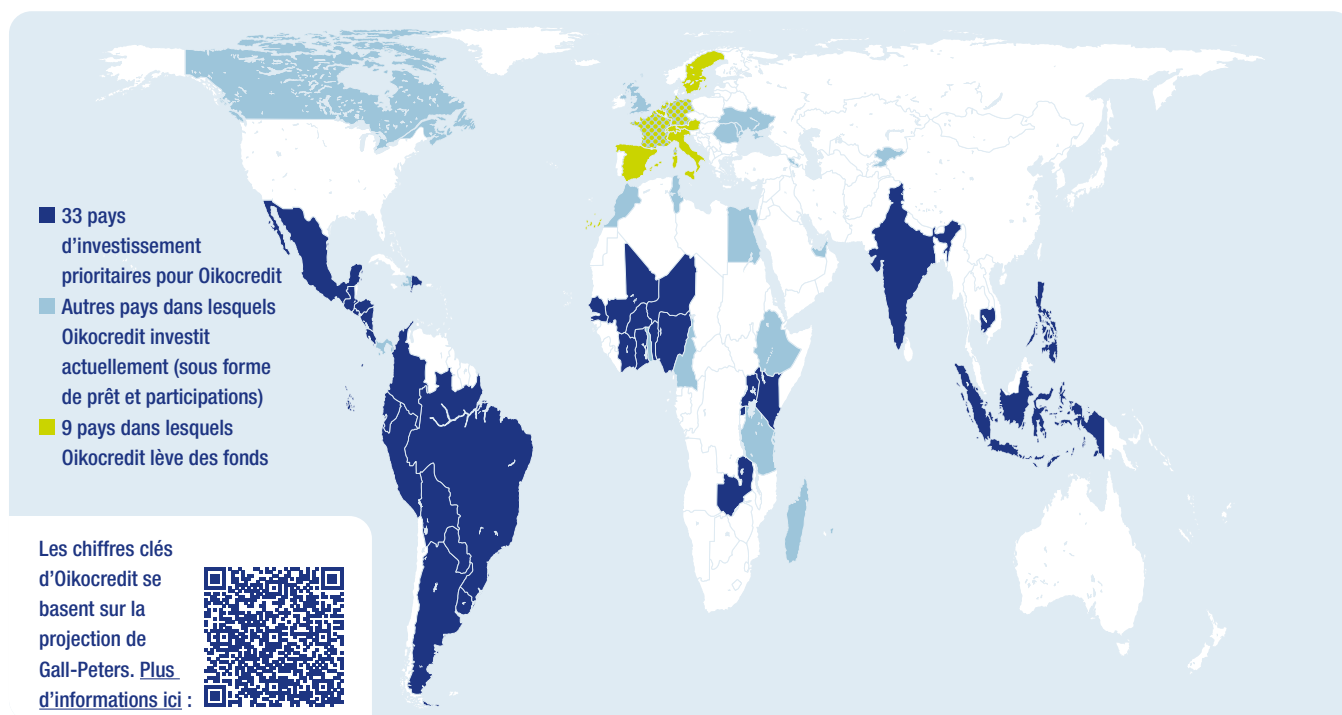 33 pays
d’investissement
prioritaires pour Oikocredit
Autres pays dans lesquels
Oikocredit investit
actuellement (sous forme
de prêt et participations)
9 pays dans lesquels
Oikocredit lève des fonds
Les chiffres clés
d’Oikocredit se
basent sur la
projection de
Gall-Peters. Plus
d’informations ici :